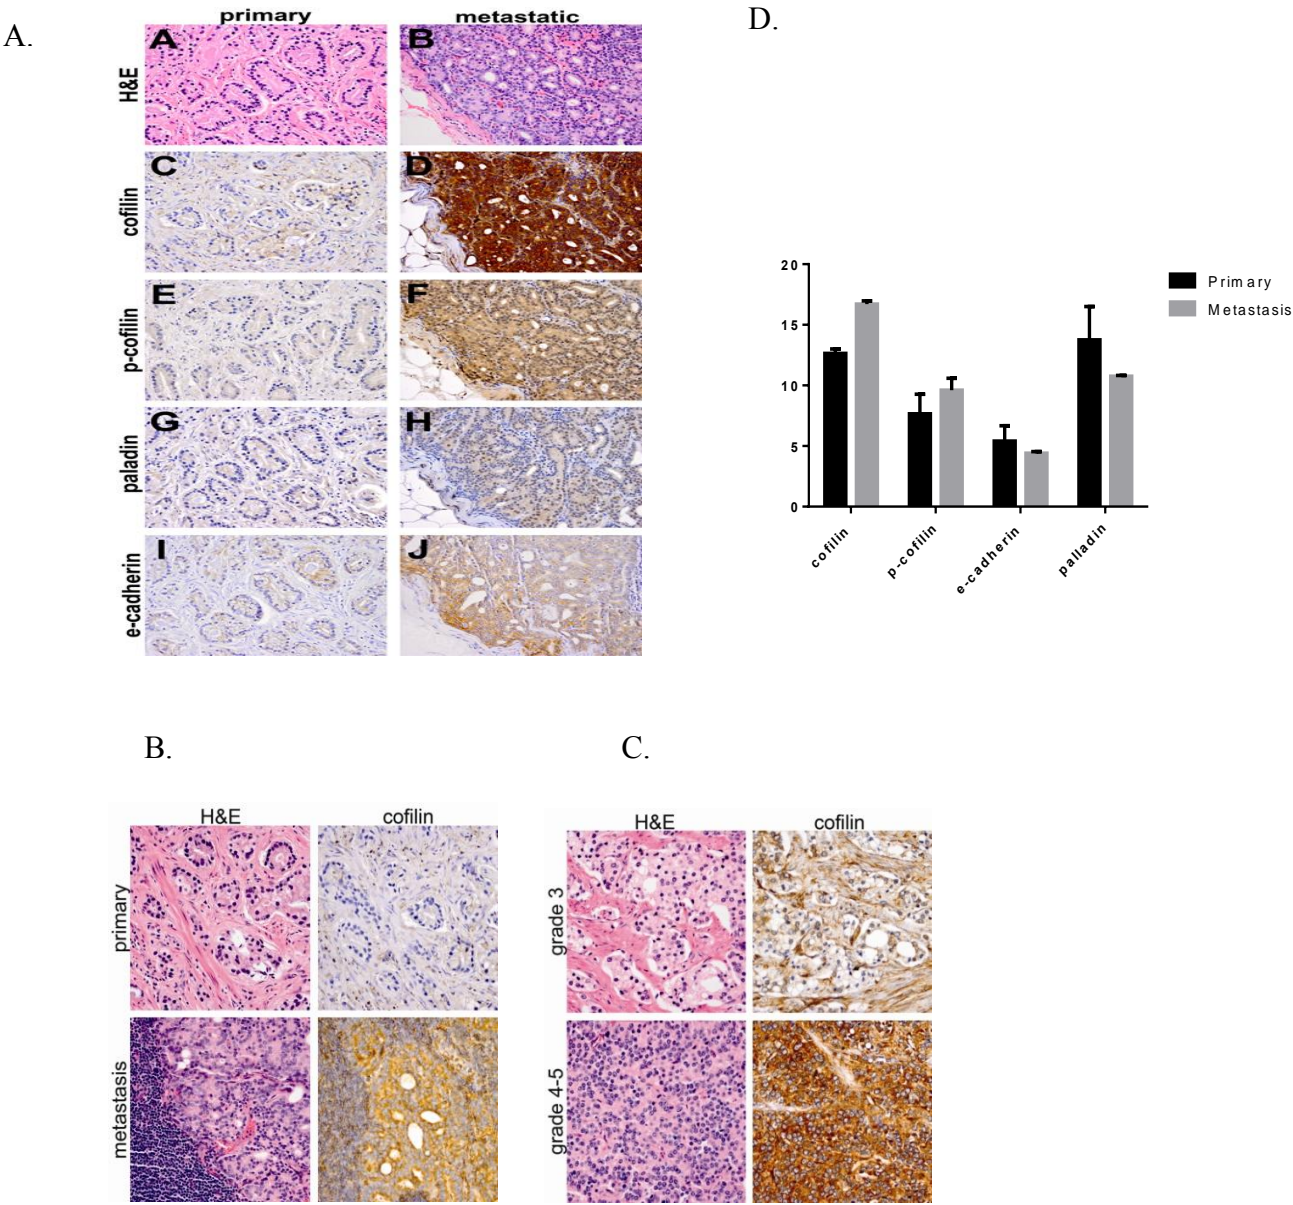 A.
primary metastatic
H&E
A B
cofilin
C D
p-cofilin
E F
paladin
G H
e-cadherin
I J
D.
20
15
10
5
0
cofilin
p-cofilin
e-cadherin
palladin
Primary
Metastasis
B.
H&E cofilin
primary
metastasis
C.
H&E cofilin
grade 3
grade 4-5